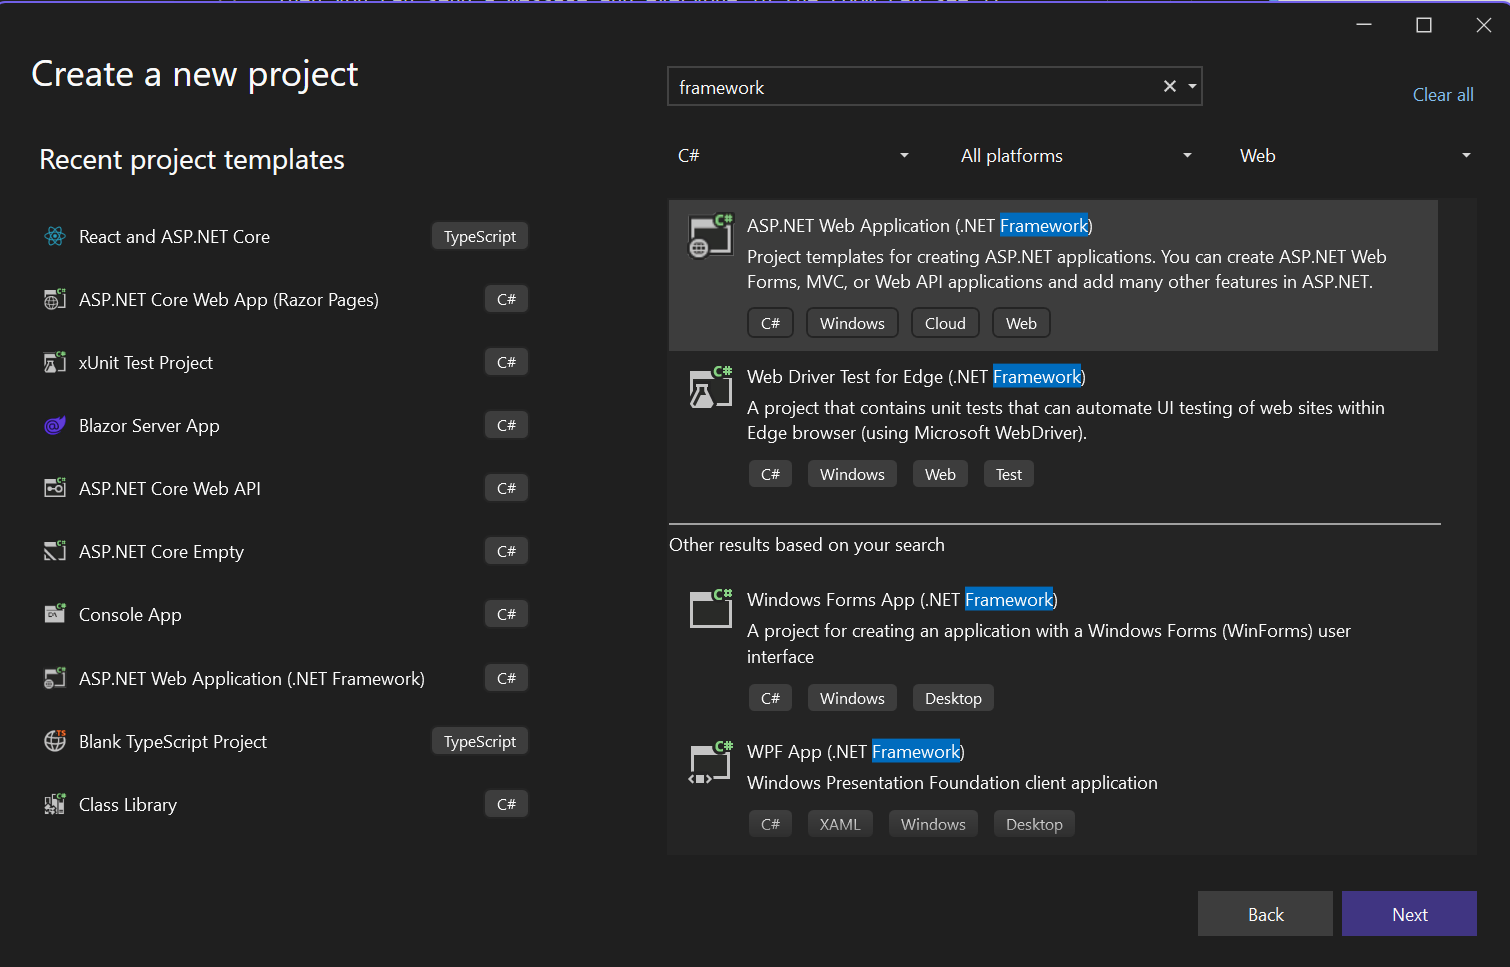 Create a new project
framework
Clear all
C#
All platforms
Web
Recent project templates
React and ASP.NET Core
TypeScript
ASP.NET Core Web App (Razor Pages)
C#
xUnit Test Project
C#
Blazor Server App
C#
ASP.NET Core Web API
C#
ASP.NET Core Empty
C#
Console App
C#
ASP.NET Web Application (.NET Framework)
C#
Blank TypeScript Project
TypeScript
Class Library
C#
ASP.NET Web Application (.NET Framework)
Project templates for creating ASP.NET applications. You can create ASP.NET Web
Forms, MVC, or Web API applications and add many other features in ASP.NET.
C# Windows Cloud Web
Web Driver Test for Edge (.NET Framework)
A project that contains unit tests that can automate UI testing of web sites within
Edge browser (using Microsoft WebDriver).
C# Windows Web Test
Other results based on your search
Windows Forms App (.NET Framework)
A project for creating an application with a Windows Forms (WinForms) user
interface
C# Windows Desktop
WPF App (.NET Framework)
Windows Presentation Foundation client application
C# XAML Windows Desktop
Back
Next